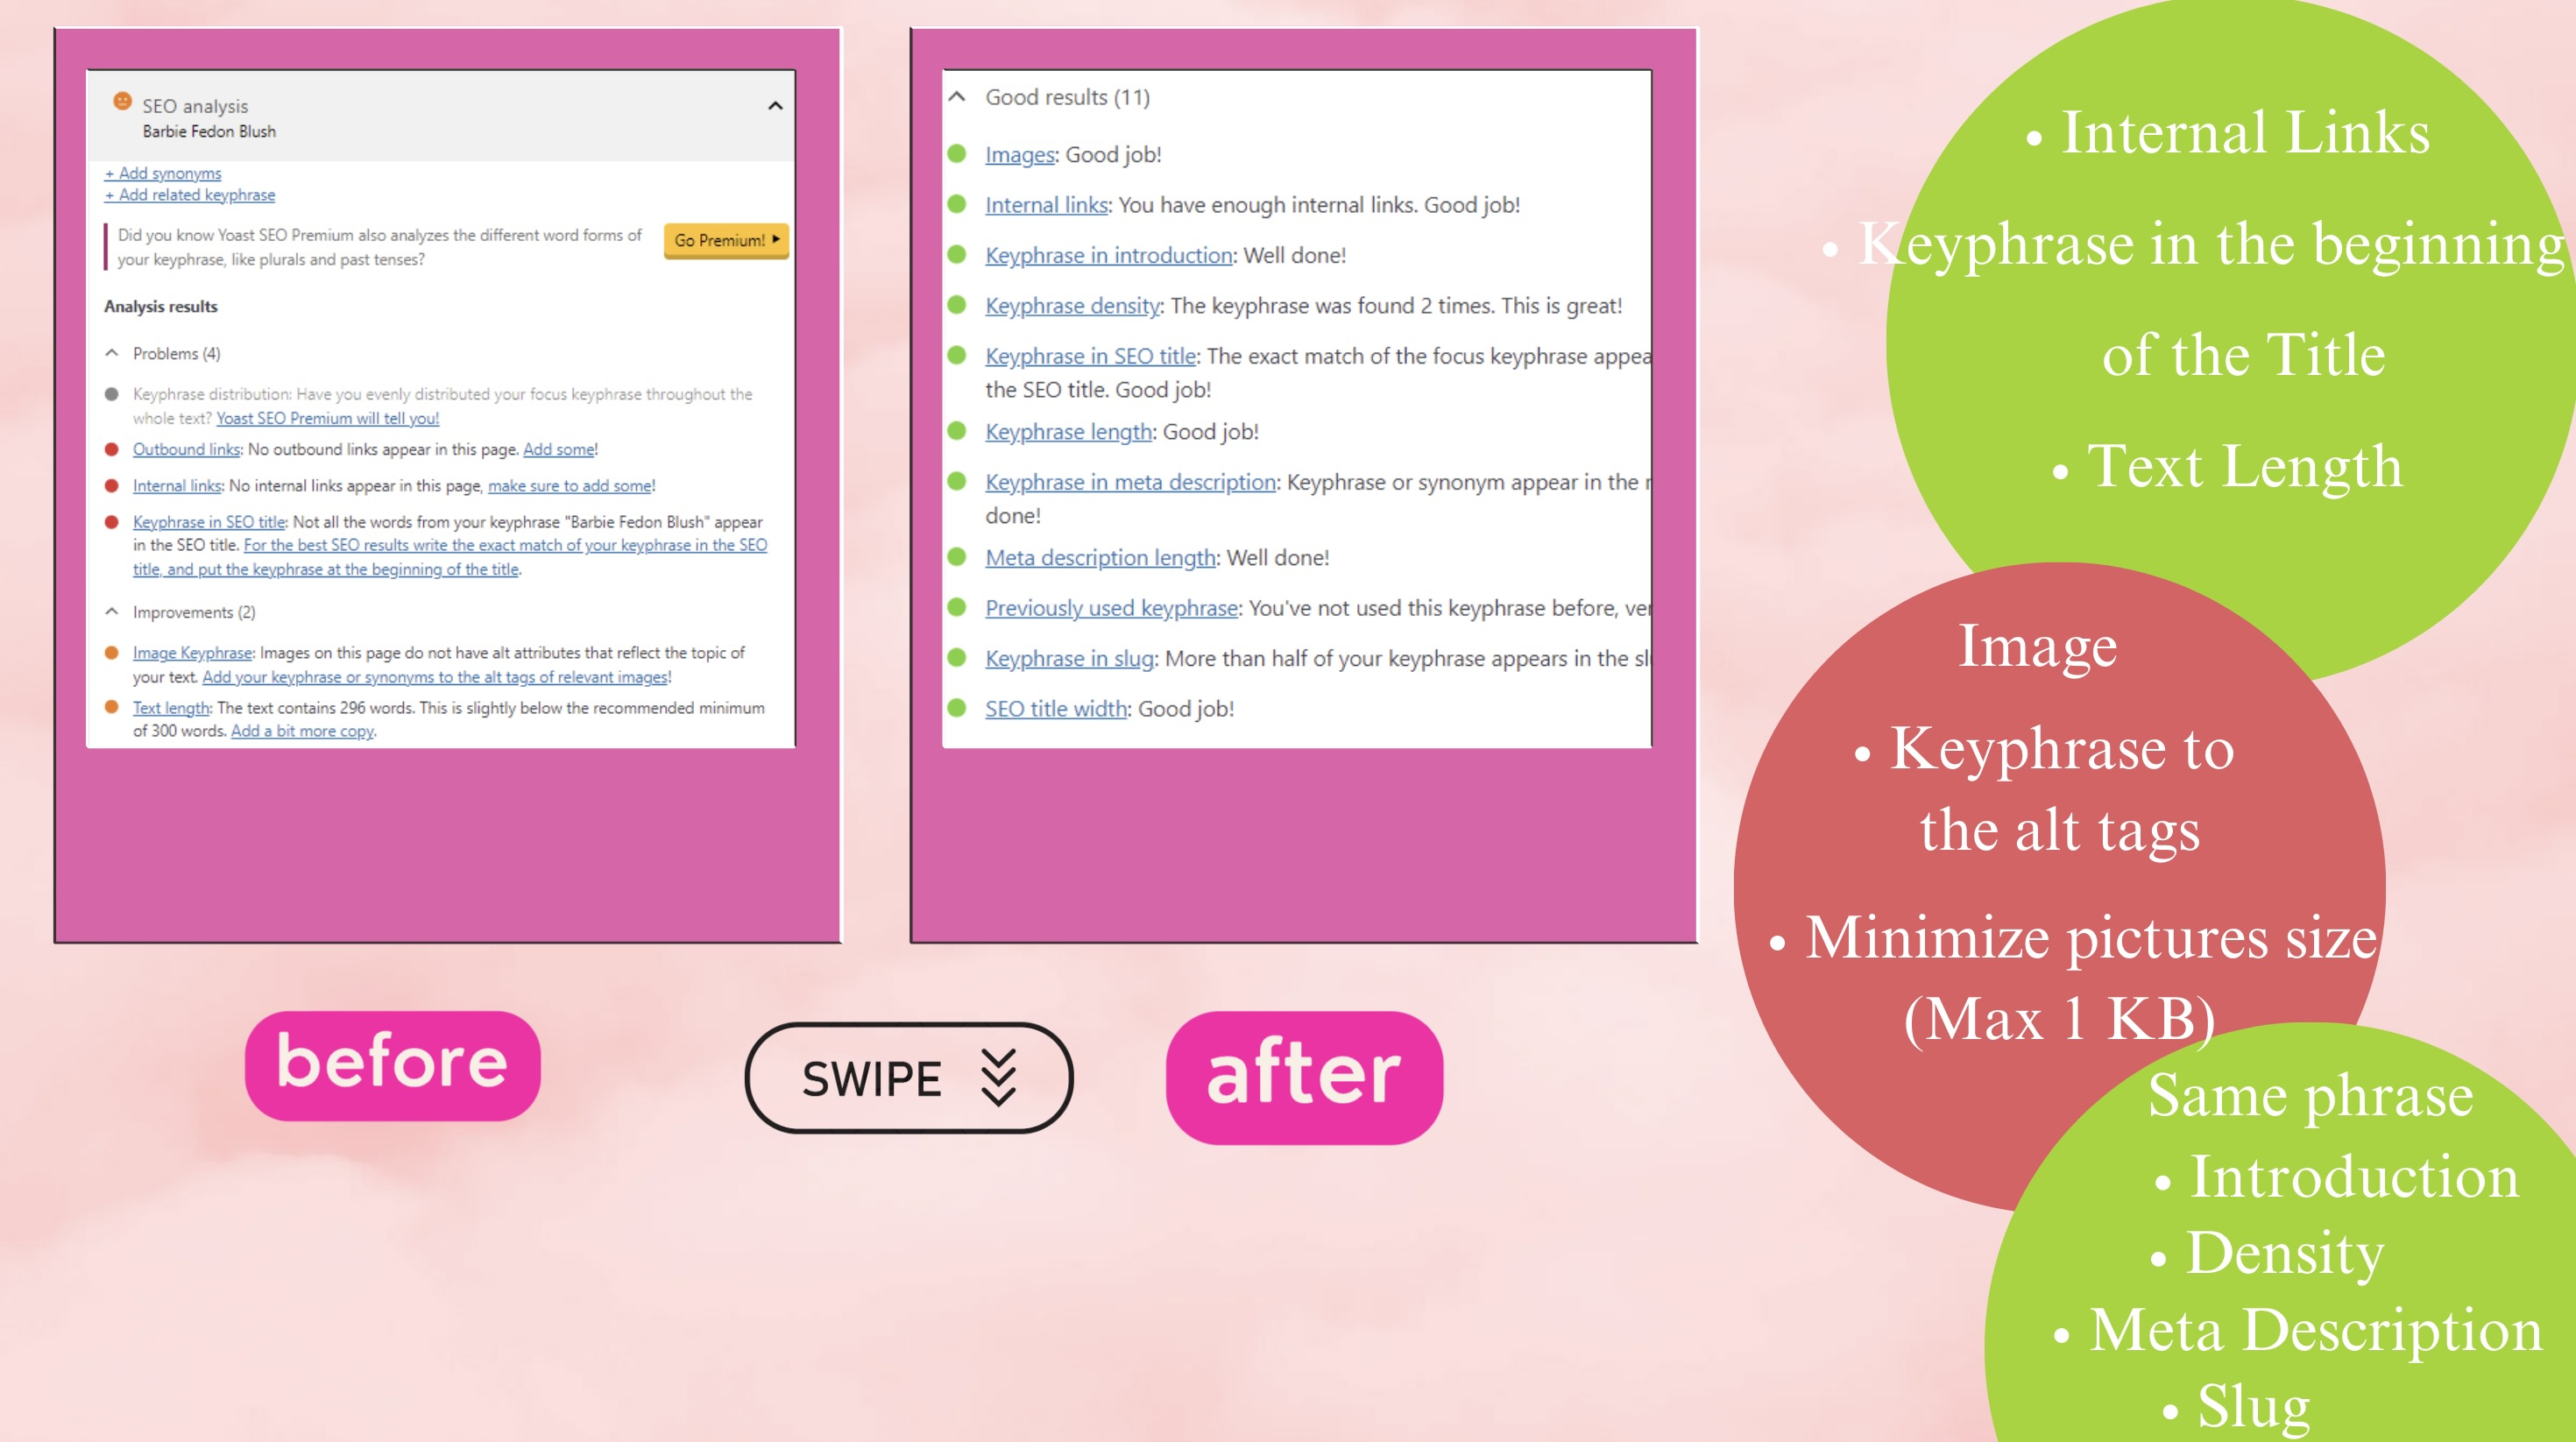 SEO analysis
Barbie Fedon Blush
+ Add synonyms
+ Add related keyphrase
Did you know Yoast SEO Premium also analyzes the different word forms of
your keyphrase, like plurals and past tenses?
Go Premium!
Analysis results
Problems (4)
Keyphrase distribution: Have you evenly distributed your focus keyphrase throughout the
whole text? Yoast SEO Premium will tell you!
Outbound links: No outbound links appear in this page. Add some!
Internal links: No internal links appear in this page, make sure to add some!
Keyphrase in SEO title: Not all the words from your keyphrase "Barbie Fedon Blush" appear
in the SEO title. For the best SEO results write the exact match of your keyphrase in the SEO
title, and put the keyphrase at the beginning of the title.
Improvements (2)
Image Keyphrase: Images on this page do not have alt attributes that reflect the topic of
your text. Add your keyphrase or synonyms to the alt tags of relevant images!
Text length: The text contains 296 words. This is slightly below the recommended minimum
of 300 words. Add a bit more copy.
before
Good results (11)
Images: Good job!
Internal links: You have enough internal links. Good job!
Keyphrase in introduction: Well done!
Keyphrase density: The keyphrase was found 2 times. This is great!
Keyphrase in SEO title: The exact match of the focus keyphrase appea
the SEO title. Good job!
Keyphrase length: Good job!
Keyphrase in meta description: Keyphrase or synonym appear in the
done!
Meta description length: Well done!
Previously used keyphrase: You've not used this keyphrase before, ver
Keyphrase in slug: More than half of your keyphrase appears in the sl
SEO title width: Good job!
SWIPE
after
• Internal Links
• Keyphrase in the beginning
of the Title
• Text Length
Image
• Keyphrase to
the alt tags
• Minimize pictures size
(Max 1 KB)
Same phrase
• Introduction
• Density
• Meta Description
• Slug